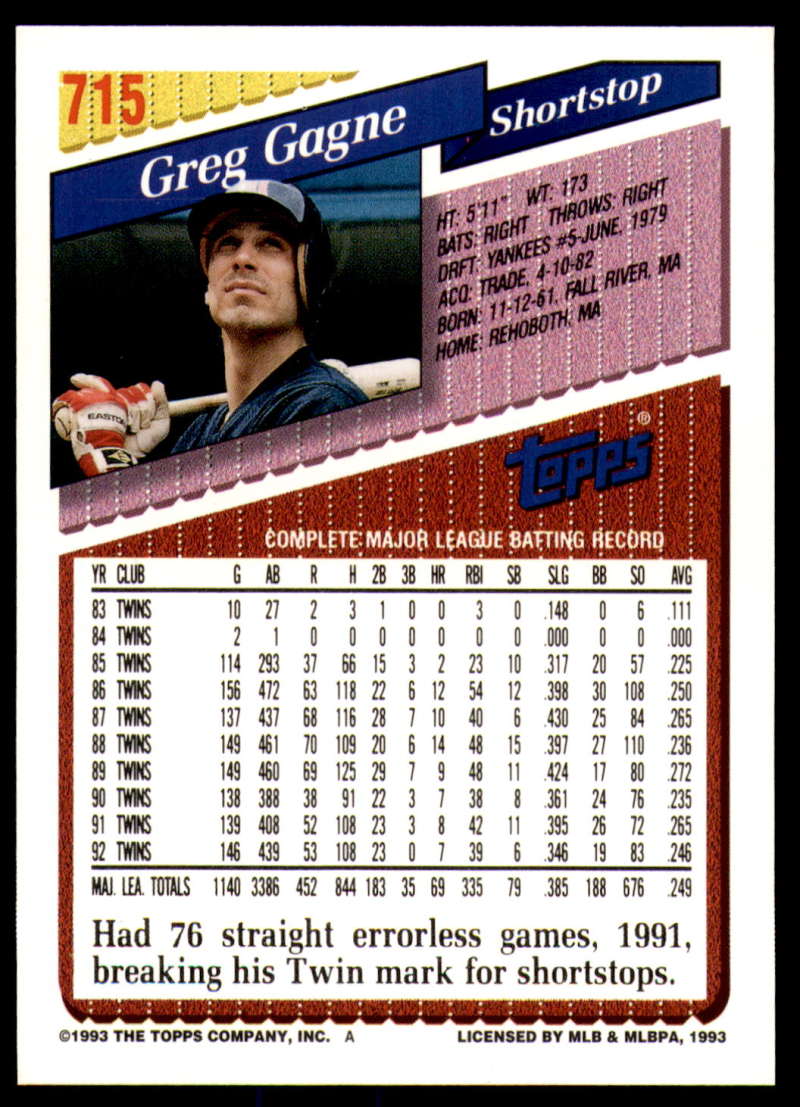 715
Greg Gagne
Shortstop
HT: 5'11" WT: 173
BATS: RIGHT THROWS: RIGHT
DRFT: YANKEES #5-JUNE, 1979
ACQ: TRADE, 4-10-82
BORN: 11-12-61, FALL RIVER, MA
HOME: REHOBOTH, MA
EASTON
TOPPS®
COMPLETE MAJOR LEAGUE BATTING RECORD
YR CLUB G AB R H 2B 3B HR RBI SB SLG BB SO AVG
83 TWINS 10 27 2 3 1 0 0 3 0 .148 0 6 .111
84 TWINS 2 1 0 0 0 0 0 0 0 .000 0 0 .000
85 TWINS 114 293 37 66 15 3 2 23 10 .317 20 57 .225
86 TWINS 156 472 63 118 22 6 12 54 12 .398 30 108 .250
87 TWINS 137 437 68 116 28 7 10 40 6 .430 25 84 .265
88 TWINS 149 461 70 109 20 6 14 48 15 .397 27 110 .236
89 TWINS 149 460 69 125 29 7 9 48 11 .424 17 80 .272
90 TWINS 138 388 38 91 22 3 7 38 8 .361 24 76 .235
91 TWINS 139 408 52 108 23 3 8 42 11 .395 26 72 .265
92 TWINS 146 439 53 108 23 0 7 39 6 .346 19 83 .246
MAJ. LEA. TOTALS 1140 3386 452 844 183 35 69 335 79 .385 188 676 .249
Had 76 straight errorless games, 1991,
breaking his Twin mark for shortstops.
©1993 THE TOPPS COMPANY, INC. A LICENSED BY MLB & MLBPA, 1993